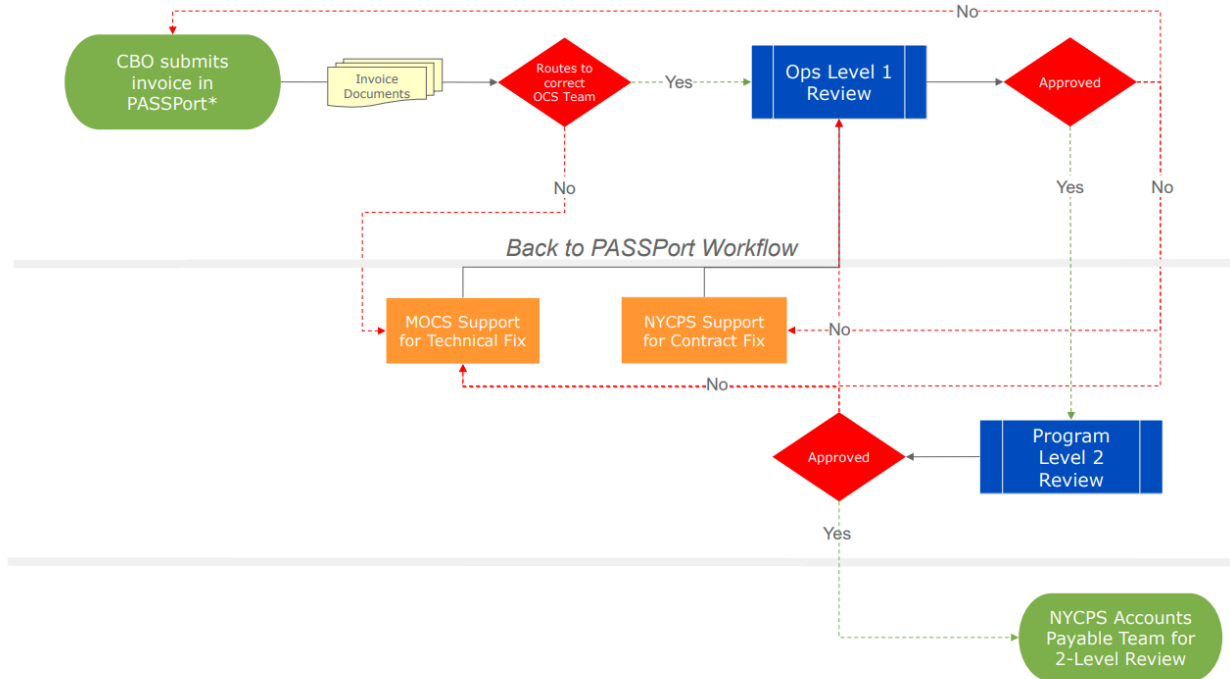 No
CBO submits
invoice in
PASSPort*
Invoice
Documents
Routes to
correct
OCS Team
Yes
Ops Level 1
Review
Approved
No
Yes
No
Back to PASSPort Workflow
MOCS Support
for Technical Fix
NYCPS Support
for Contract Fix
No
No
Approved
Program
Level 2
Review
Yes
NYCPS Accounts
Payable Team for
2-Level Review